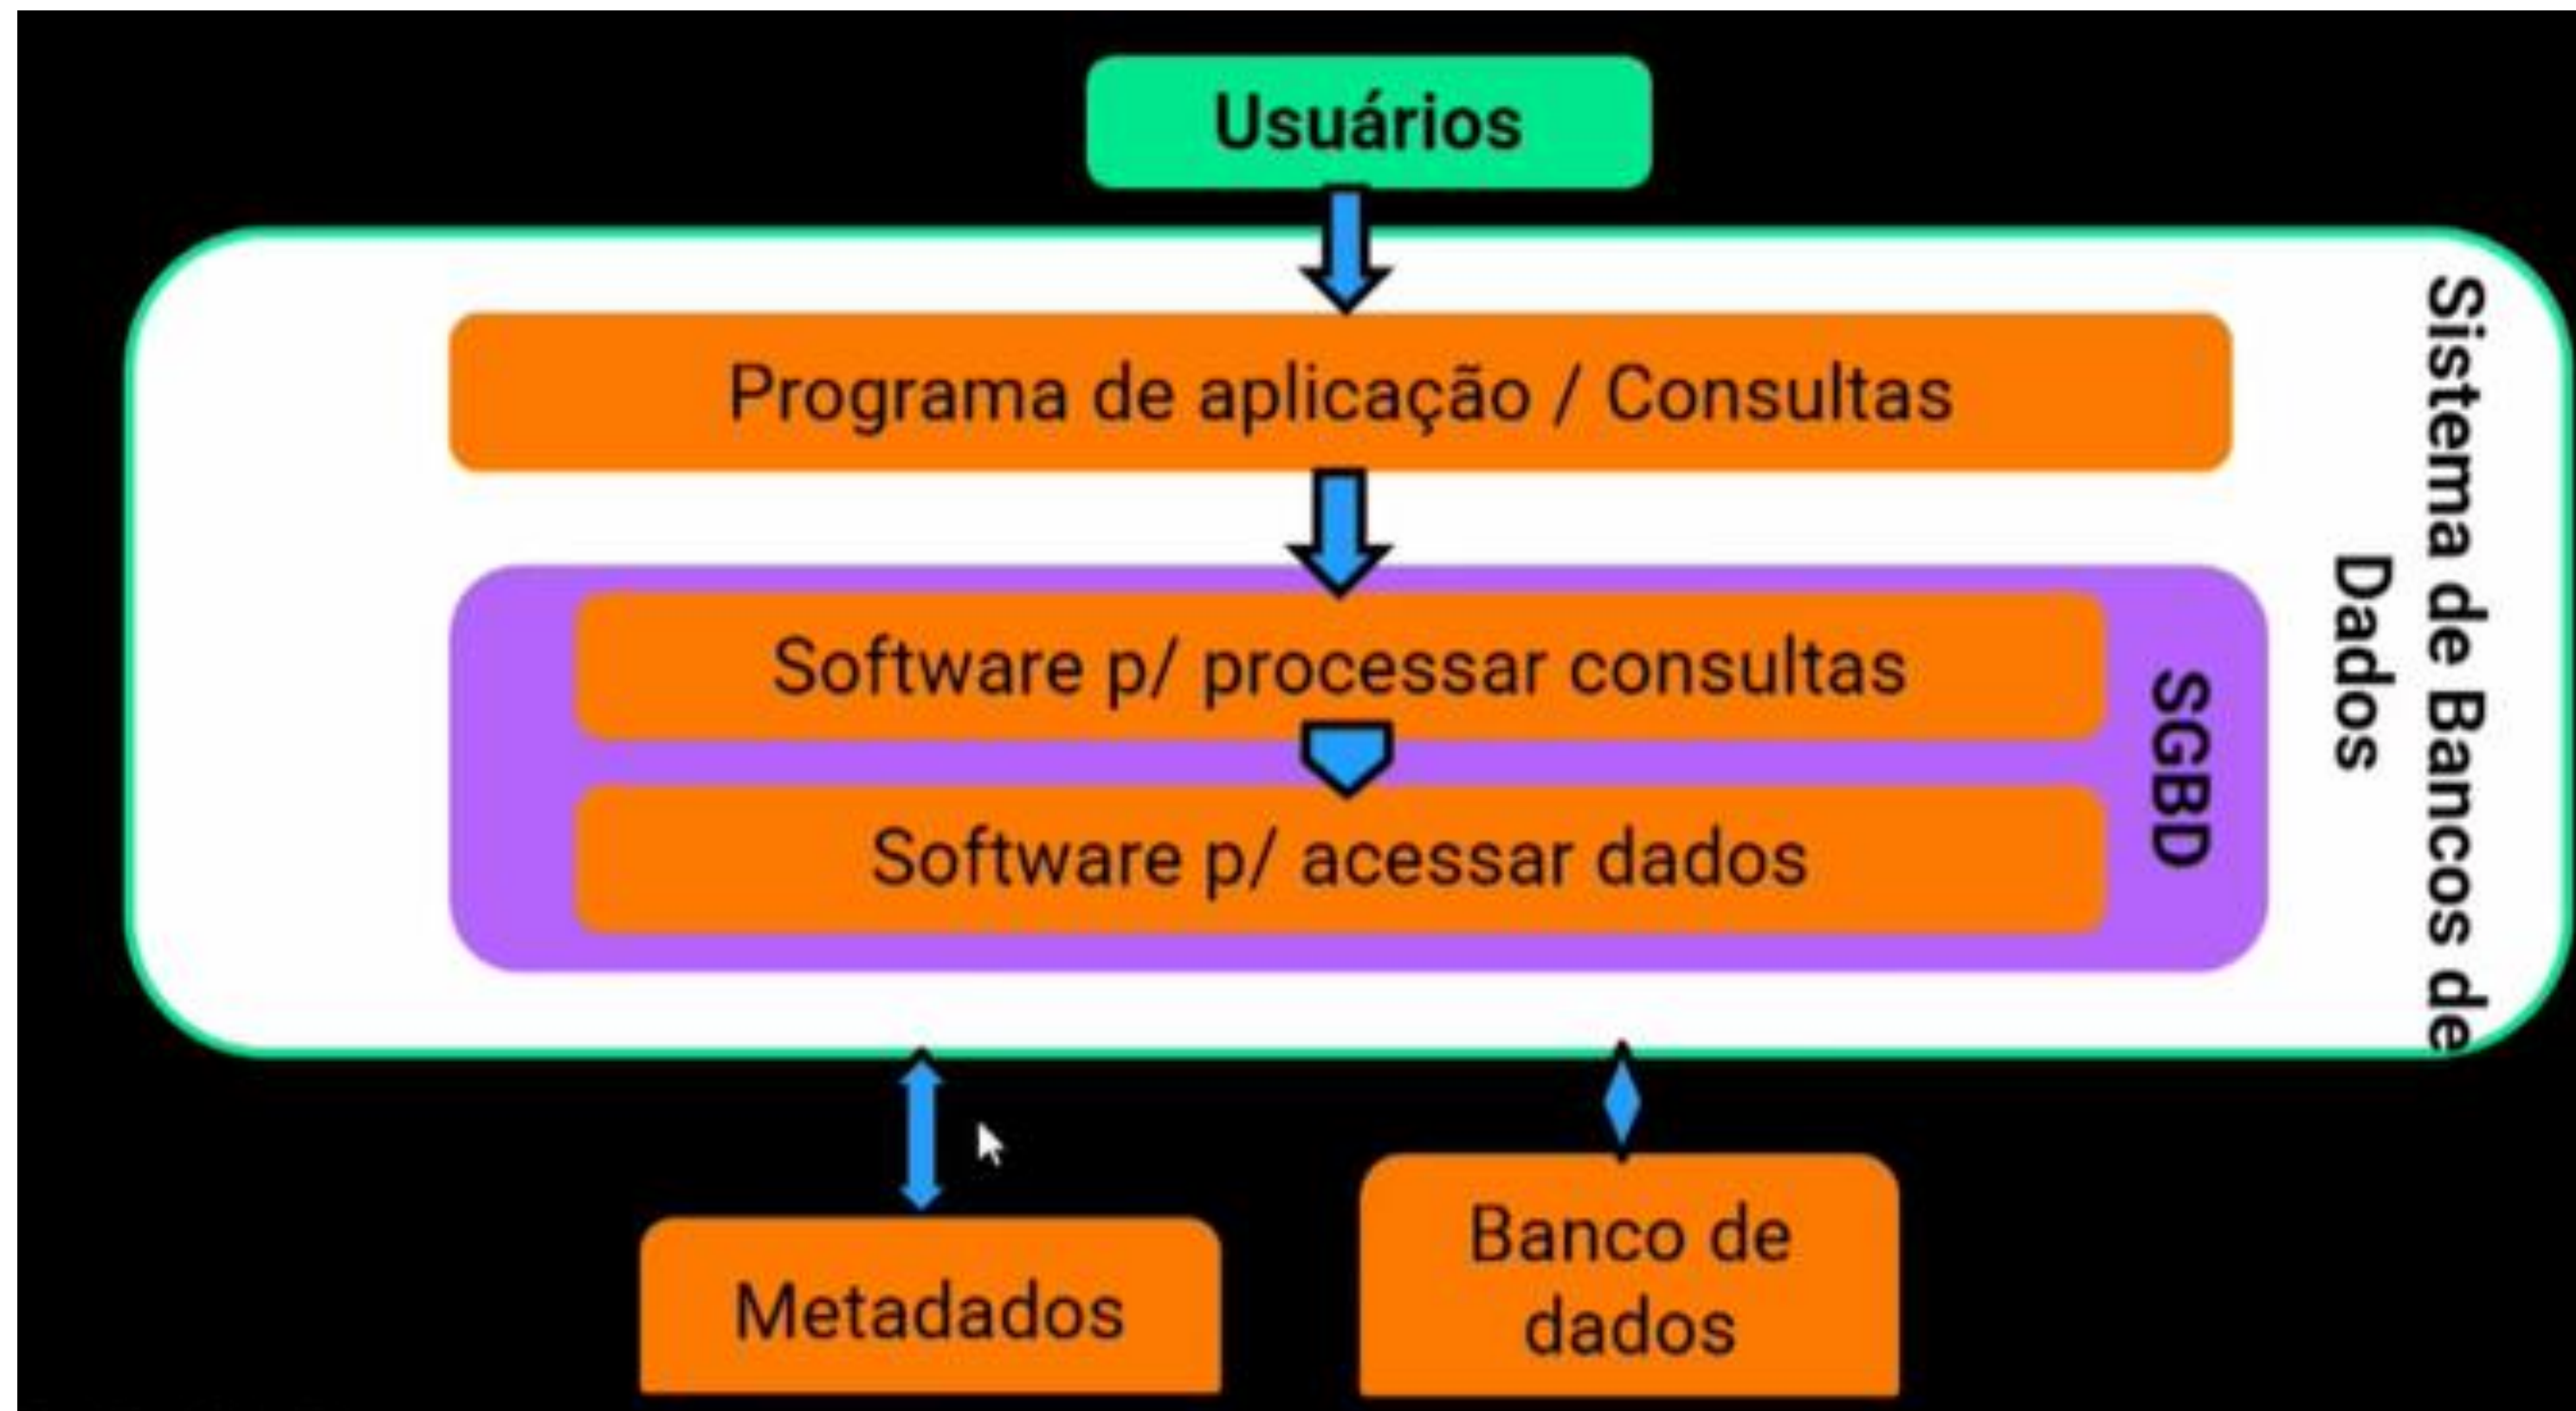 Usuários
Programa de aplicação / Consultas
Software p/ processar consultas
Software p/ acessar dados
SGBD
Sistema de Bancos de
Dados
Metadados
Banco de
dados